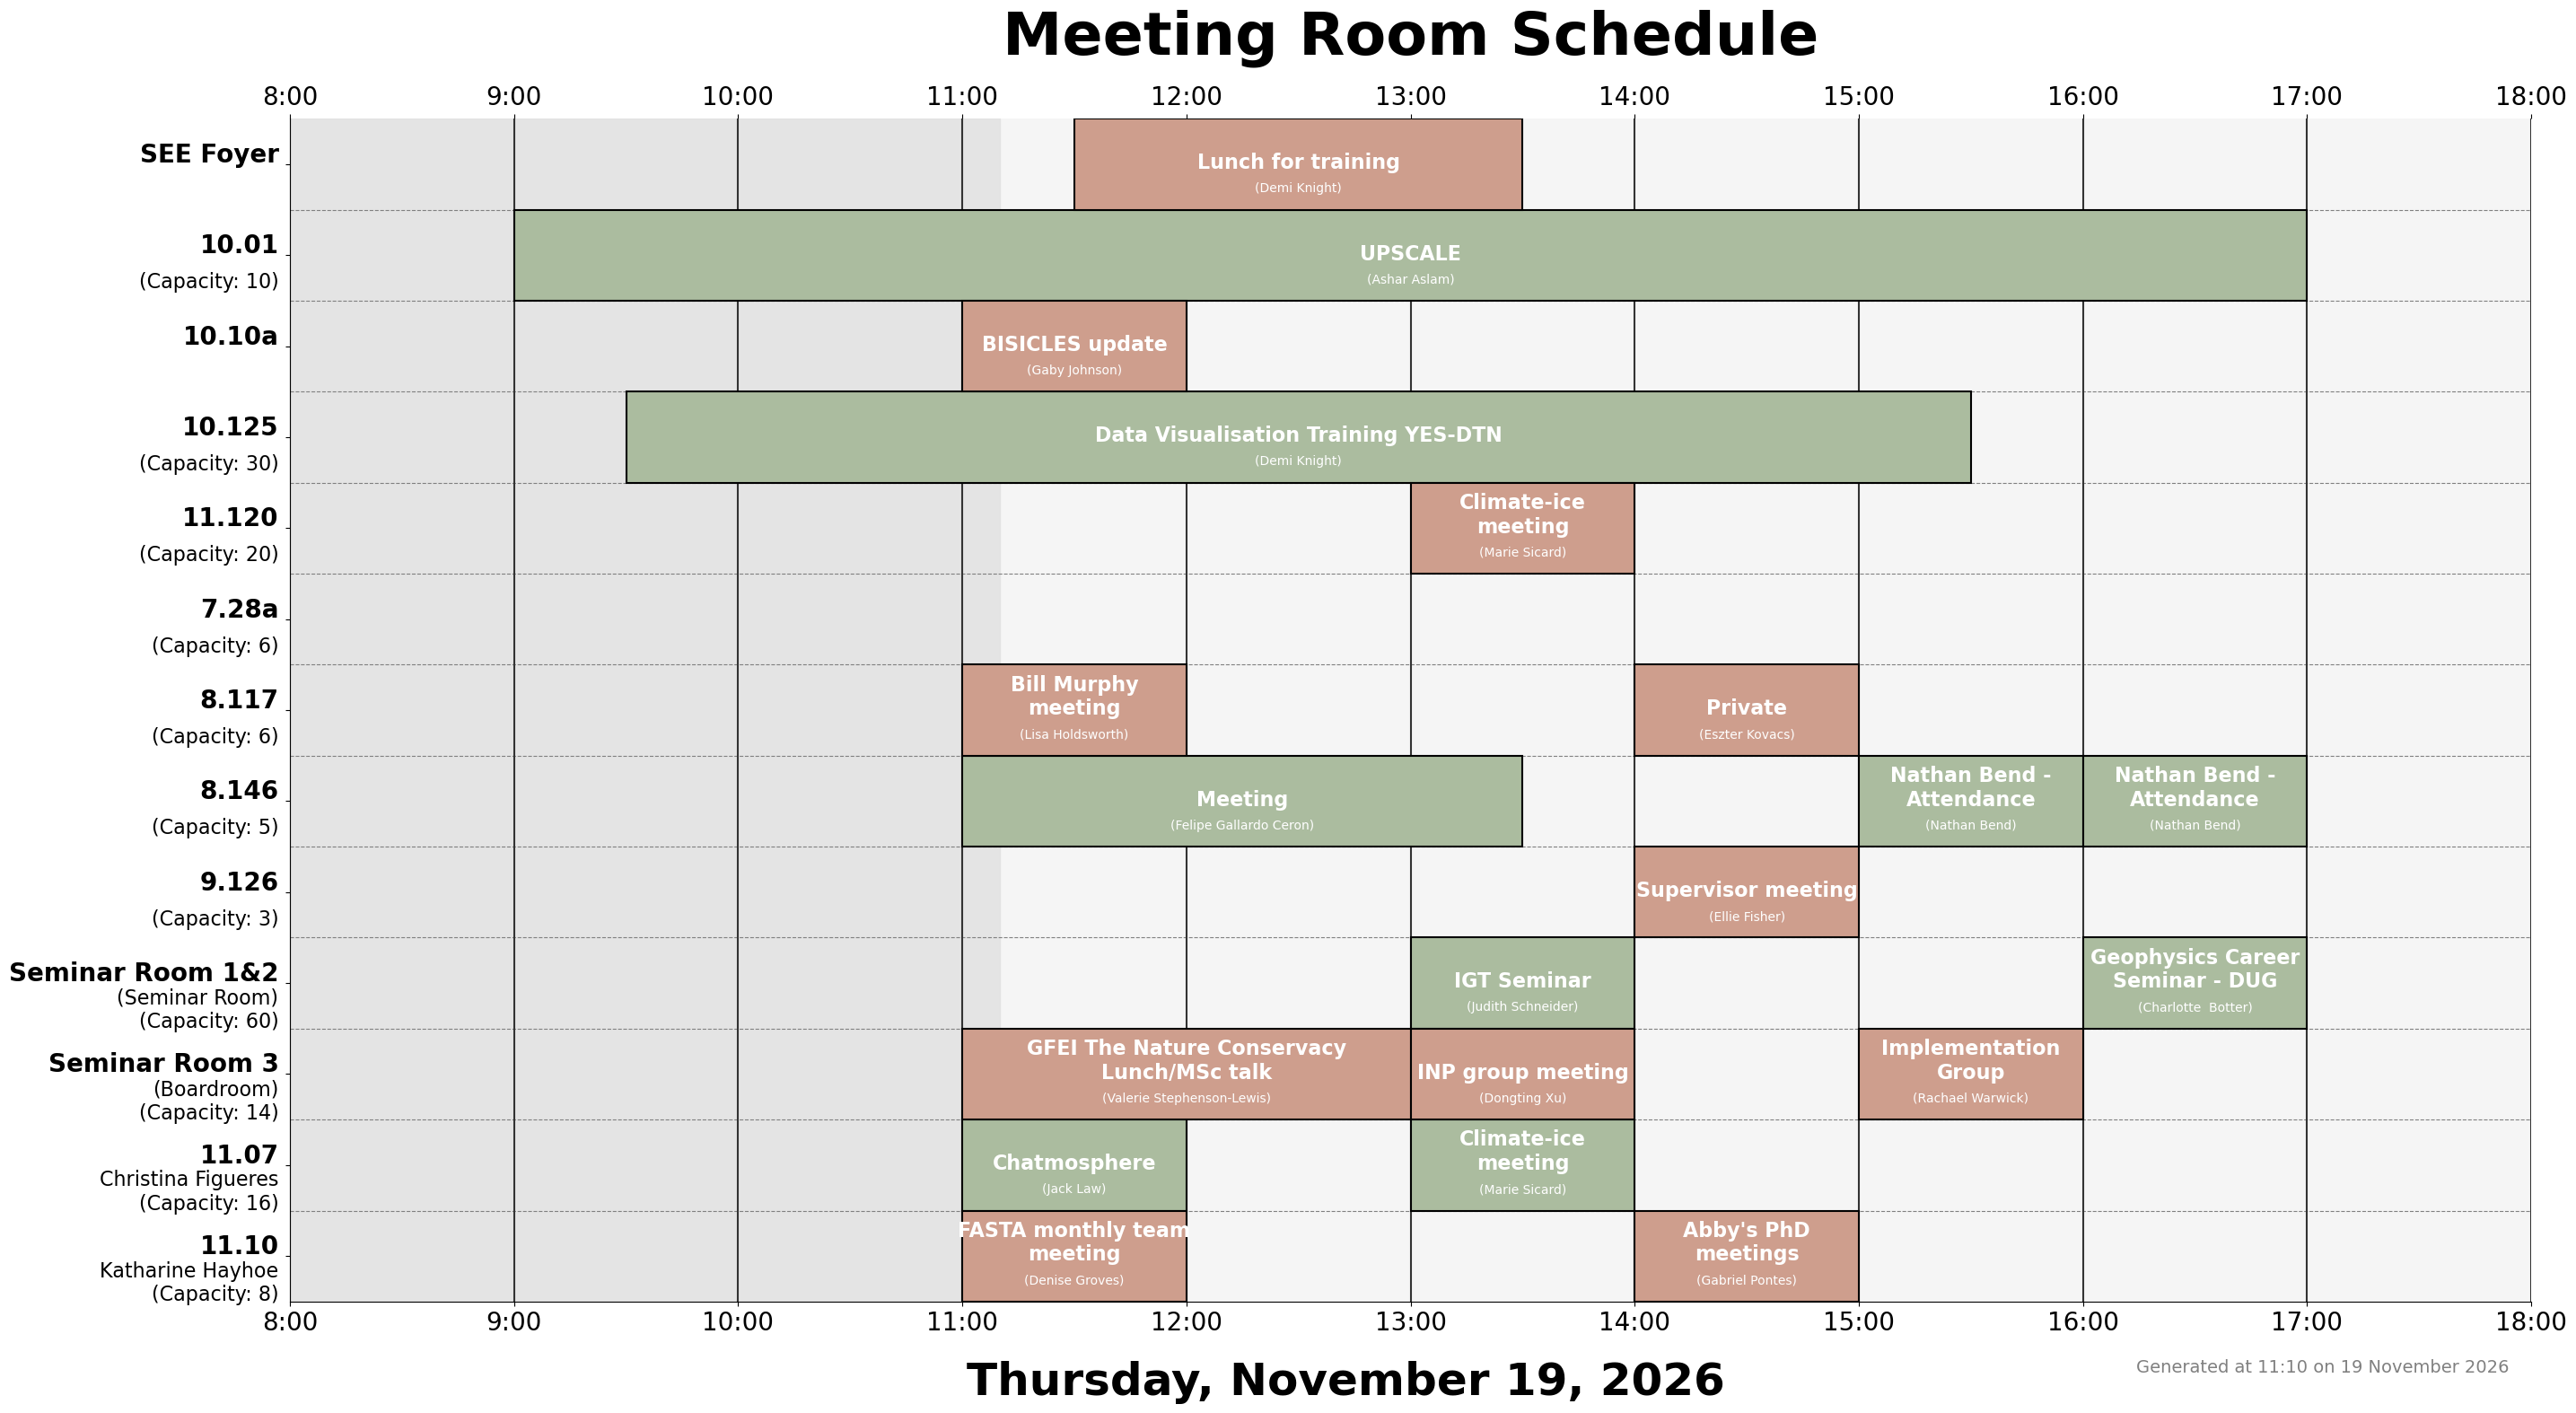 Meeting Room Schedule
8:00 9:00 10:00 11:00 12:00 13:00 14:00 15:00 16:00 17:00 18:00
SEE Foyer
Lunch for training
(Demi Knight)
10.01
(Capacity: 10)
UPSCALE
(Ashar Aslam)
10.10a
BISICLES update
(Gaby Johnson)
10.125
(Capacity: 30)
Data Visualisation Training YES-DTN
(Demi Knight)
11.120
(Capacity: 20)
Climate-ice
meeting
(Marie Sicard)
7.28a
(Capacity: 6)
8.117
(Capacity: 6)
Bill Murphy
meeting
(Lisa Holdsworth)
Private
(Eszter Kovacs)
8.146
(Capacity: 5)
Meeting
(Felipe Gallardo Ceron)
Nathan Bend -
Attendance
(Nathan Bend)
Nathan Bend -
Attendance
(Nathan Bend)
9.126
(Capacity: 3)
Supervisor meeting
(Ellie Fisher)
Seminar Room 1&2
(Seminar Room)
(Capacity: 60)
IGT Seminar
(Judith Schneider)
Geophysics Career
Seminar - DUG
(Charlotte  Botter)
Seminar Room 3
(Boardroom)
(Capacity: 14)
GFEI The Nature Conservacy
Lunch/MSc talk
(Valerie Stephenson-Lewis)
INP group meeting
(Dongting Xu)
Implementation
Group
(Rachael Warwick)
11.07
Christina Figueres
(Capacity: 16)
Chatmosphere
(Jack Law)
Climate-ice
meeting
(Marie Sicard)
11.10
Katharine Hayhoe
(Capacity: 8)
FASTA monthly team
meeting
(Denise Groves)
Abby's PhD
meetings
(Gabriel Pontes)
8:00 9:00 10:00 11:00 12:00 13:00 14:00 15:00 16:00 17:00 18:00
Thursday, November 19, 2026
Generated at 11:10 on 19 November 2026